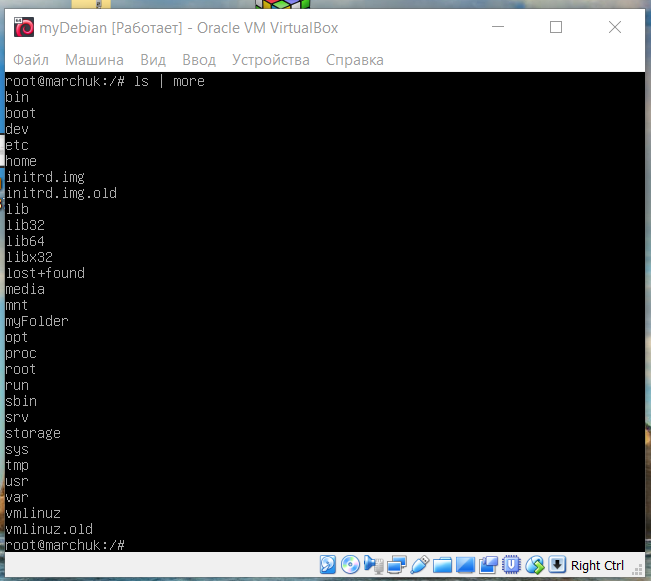 myDebian [Работает] - Oracle VM VirtualBox
Файл Машина Вид Ввод Устройства Справка
root@marchuk:/# ls | more
bin
boot
dev
etc
home
initrd.img
initrd.img.old
lib
lib32
lib64
libx32
lost+found
media
mnt
myFolder
opt
proc
root
run
sbin
srv
storage
sys
tmp
usr
var
vmlinuz
vmlinuz.old
root@marchuk:/#
Right Ctrl